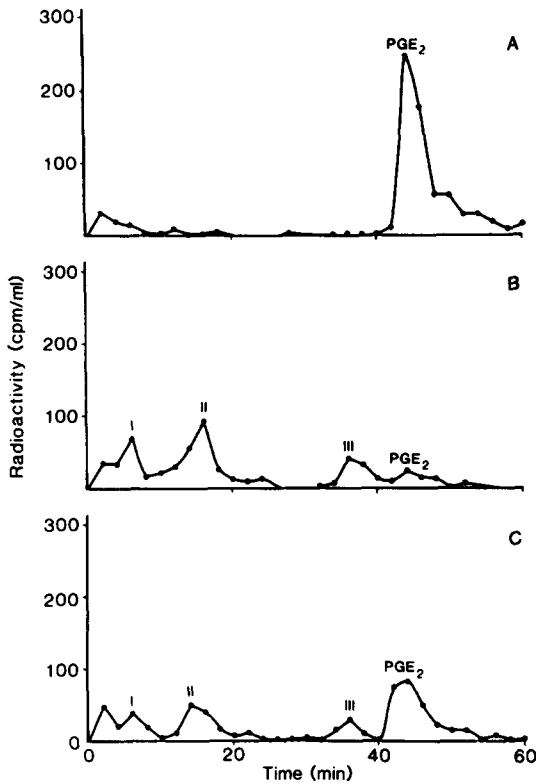 300
200
100
PGE2
A
300
200
100
I
II
III
PGE2
B
Radioactivity (cpm/ml)
300
200
100
0
I
II
III
PGE2
C
0
20
40
60
Time (min)